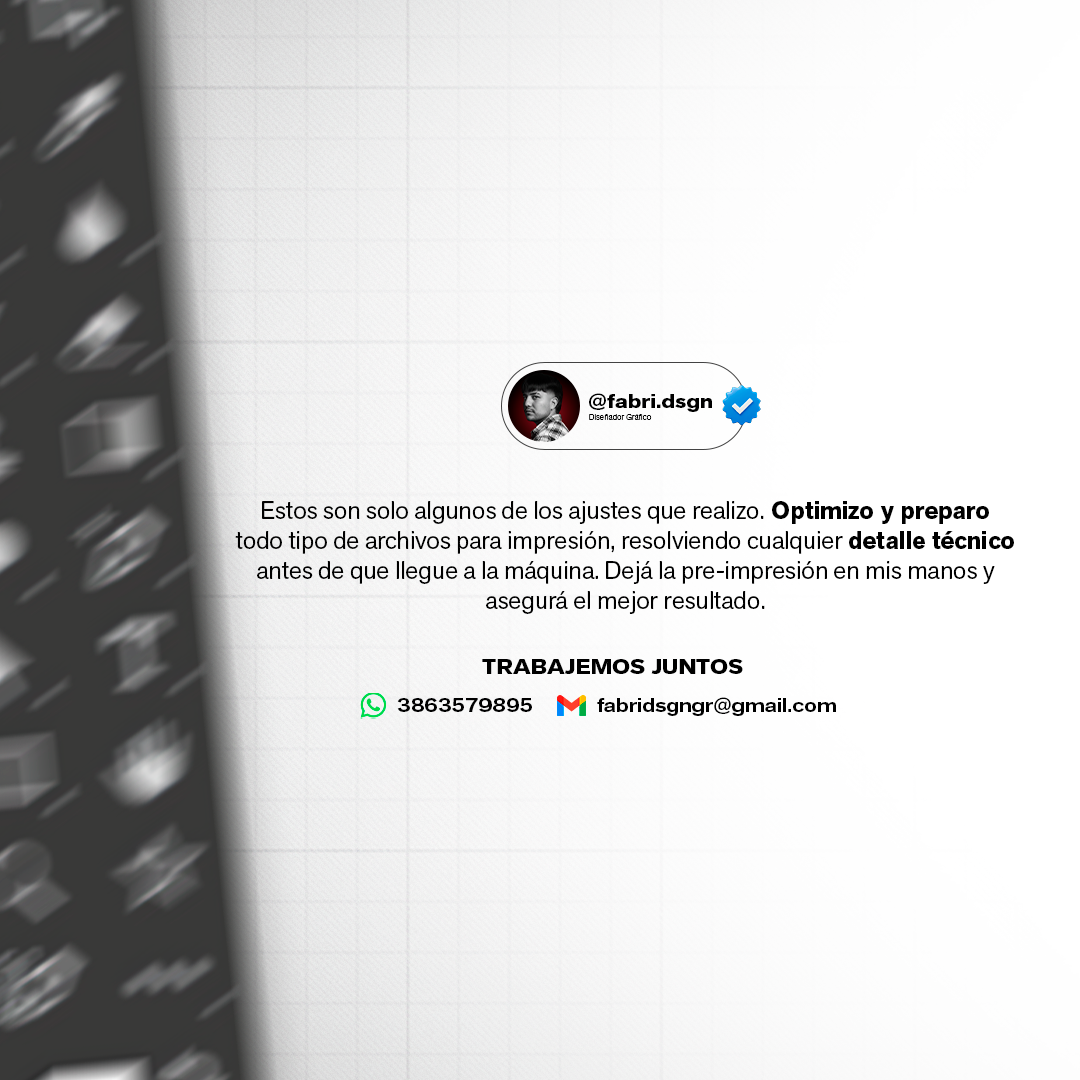 @fabri.dsgn
Diseñador Gráfico
Estos son solo algunos de los ajustes que realizo. Optimizo y preparo
todo tipo de archivos para impresión, resolviendo cualquier detalle técnico
antes de que llegue a la máquina. Dejá la pre-impresión en mis manos y
asegurá el mejor resultado.
TRABAJEMOS JUNTOS
3863579895 fabridsgngr@gmail.com